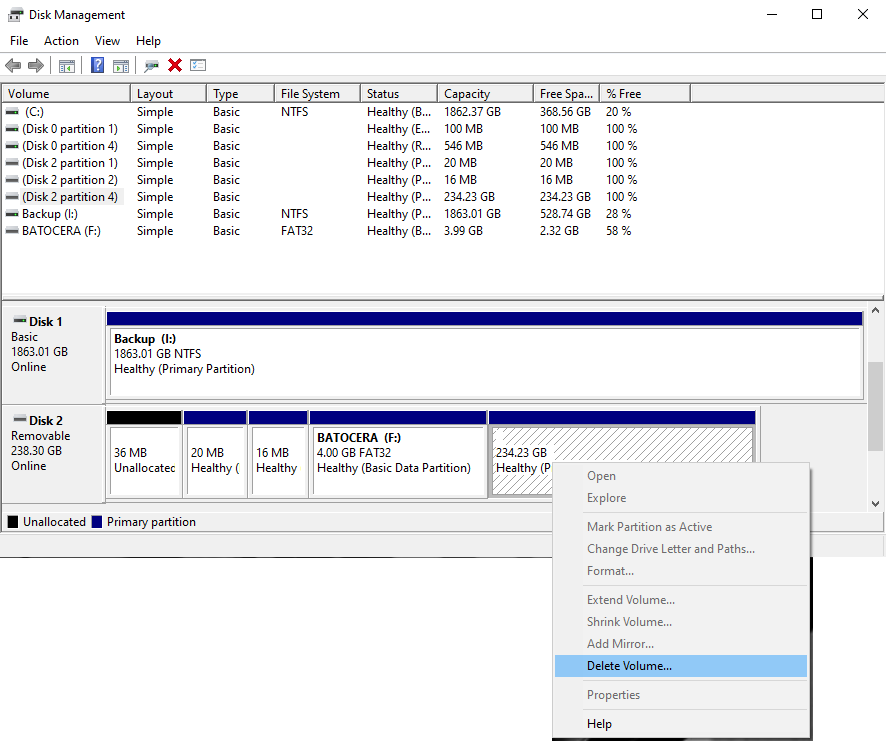 Disk Management
File Action View Help
Volume Layout Type File System Status Capacity Free Spa... % Free
(C:) Simple Basic NTFS Healthy (B... 1862.37 GB 368.56 GB 20 %
(Disk 0 partition 1) Simple Basic Healthy (E... 100 MB 100 MB 100 %
(Disk 0 partition 4) Simple Basic Healthy (R... 546 MB 546 MB 100 %
(Disk 2 partition 1) Simple Basic Healthy (P... 20 MB 20 MB 100 %
(Disk 2 partition 2) Simple Basic Healthy (P... 16 MB 16 MB 100 %
(Disk 2 partition 4) Simple Basic Healthy (P... 234.23 GB 234.23 GB 100 %
Backup (I:) Simple Basic NTFS Healthy (P... 1863.01 GB 528.74 GB 28 %
BATOCERA (F:) Simple Basic FAT32 Healthy (B... 3.99 GB 2.32 GB 58 %
Disk 1
Basic
1863.01 GB
Online
Backup (I:)
1863.01 GB NTFS
Healthy (Primary Partition)
Disk 2
Removable
238.30 GB
Online
36 MB
Unallocated
20 MB
Healthy (
16 MB
Healthy
BATOCERA (F:)
4.00 GB FAT32
Healthy (Basic Data Partition)
234.23 GB
Healthy (P
Unallocated Primary partition
Open
Explore
Mark Partition as Active
Change Drive Letter and Paths...
Format...
Extend Volume...
Shrink Volume...
Add Mirror...
Delete Volume...
Properties
Help